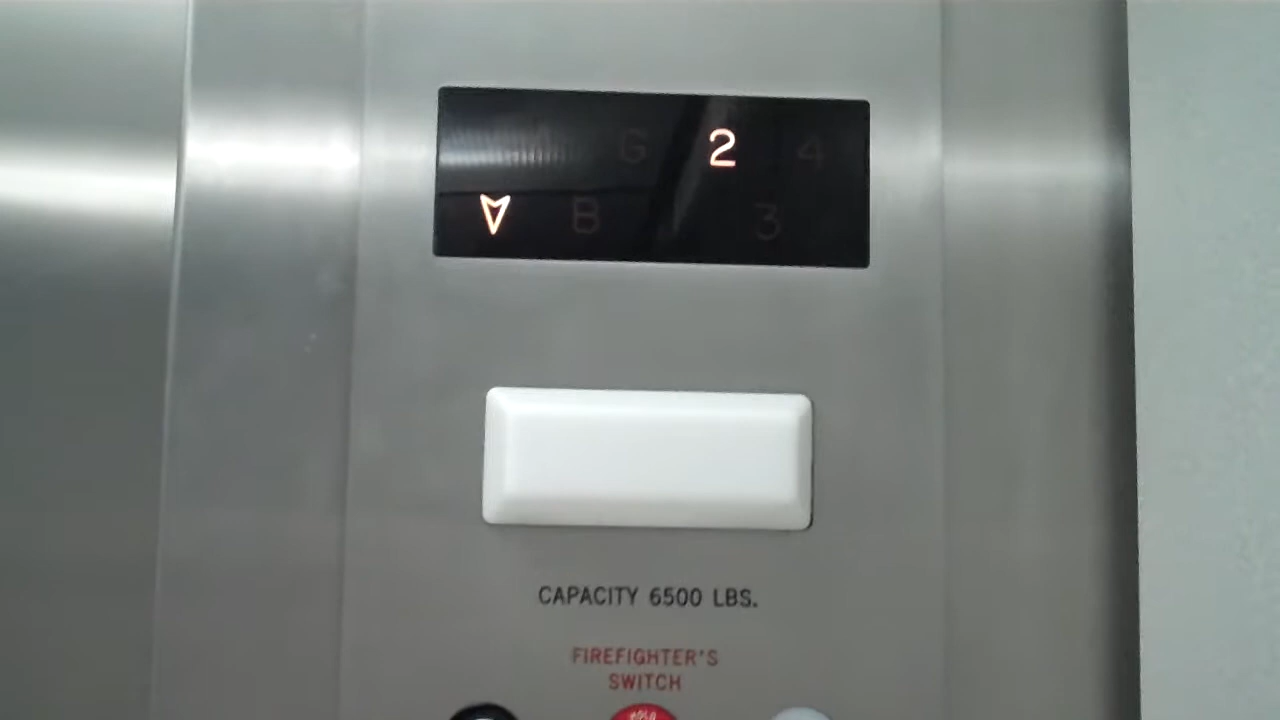 G 2 4
B 3
CAPACITY 6500 LBS.
FIREFIGHTER'S
SWITCH